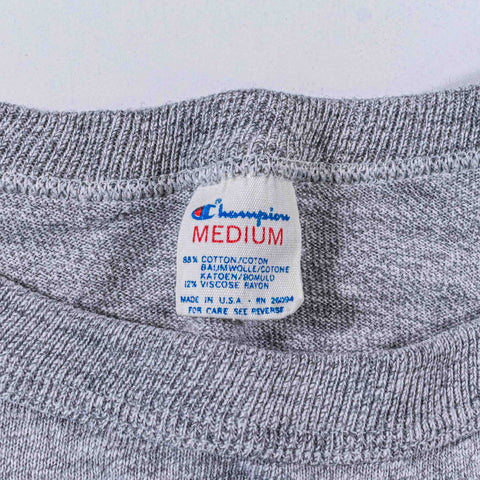 Champion
MEDIUM
88% COTTON/COTON
BAUMWOLLE/COTONE
KATOEN/BOMULD
12% VISCOSE RAYON
MADE IN U.S.A. - RN 26094
FOR CARE SEE REVERSE